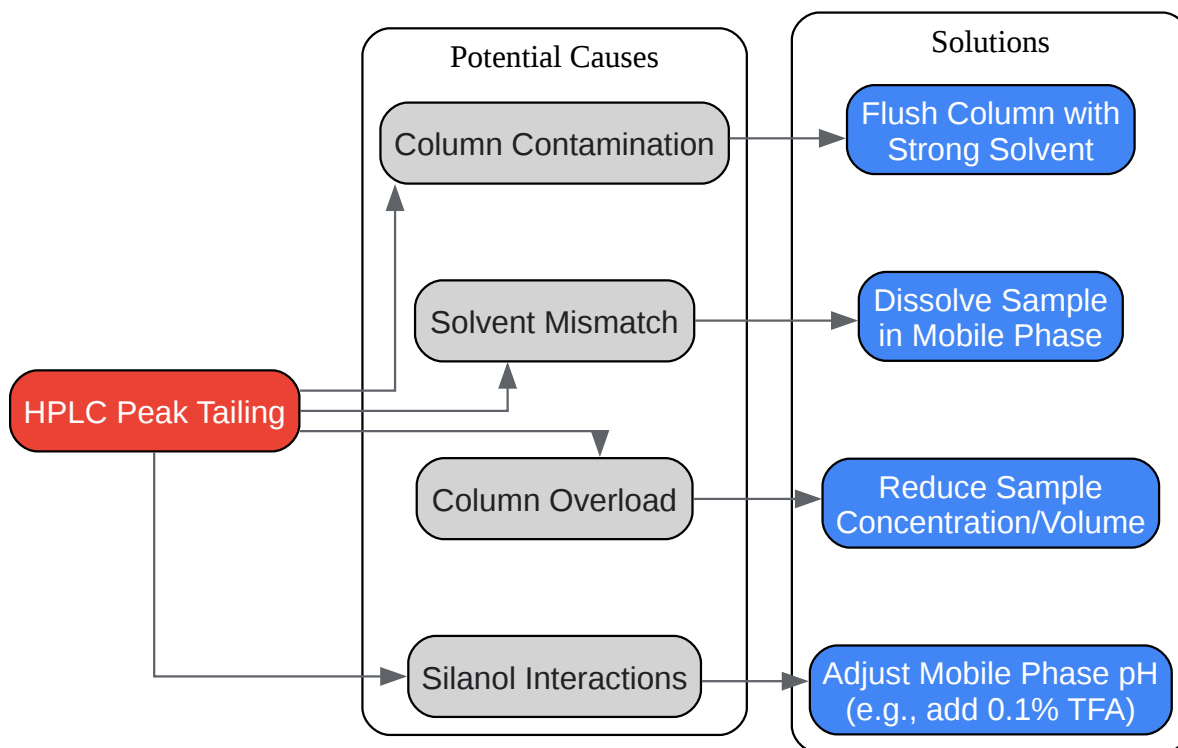 Potential Causes
Solutions
Column Contamination
Flush Column with
Strong Solvent
Solvent Mismatch
Dissolve Sample
in Mobile Phase
HPLC Peak Tailing
Column Overload
Reduce Sample
Concentration/Volume
Silanol Interactions
Adjust Mobile Phase pH
(e.g., add 0.1% TFA)